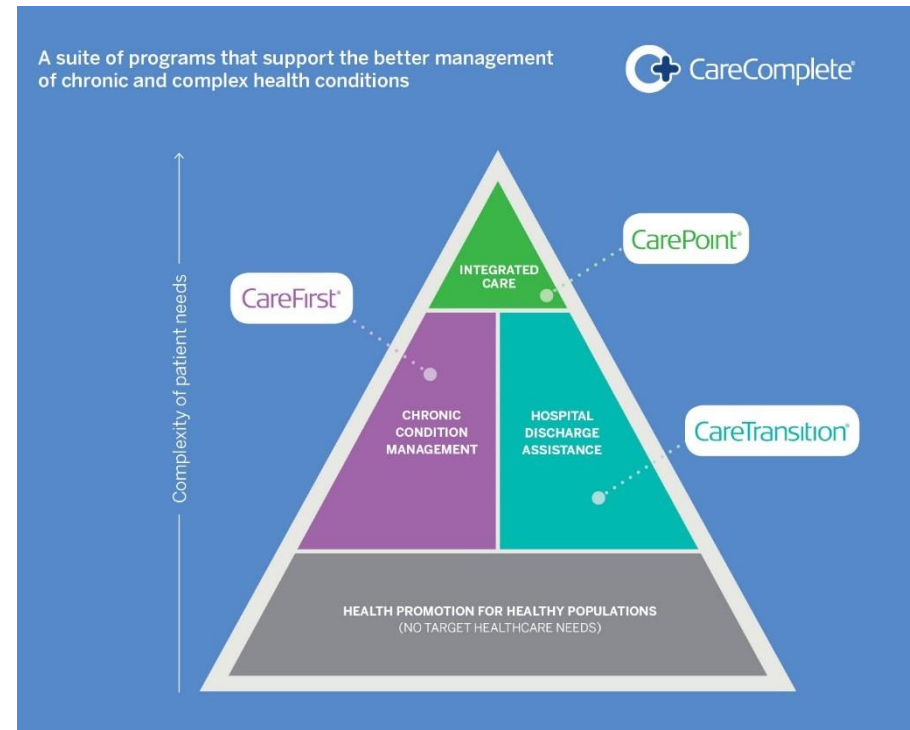 A suite of programs that support the better management
of chronic and complex health conditions
CareComplete®
CarePoint®
INTEGRATED
CARE
CareFirst®
Complexity of patient needs
CHRONIC
CONDITION
MANAGEMENT
HOSPITAL
DISCHARGE
ASSISTANCE
CareTransition®
HEALTH PROMOTION FOR HEALTHY POPULATIONS
(NO TARGET HEALTHCARE NEEDS)